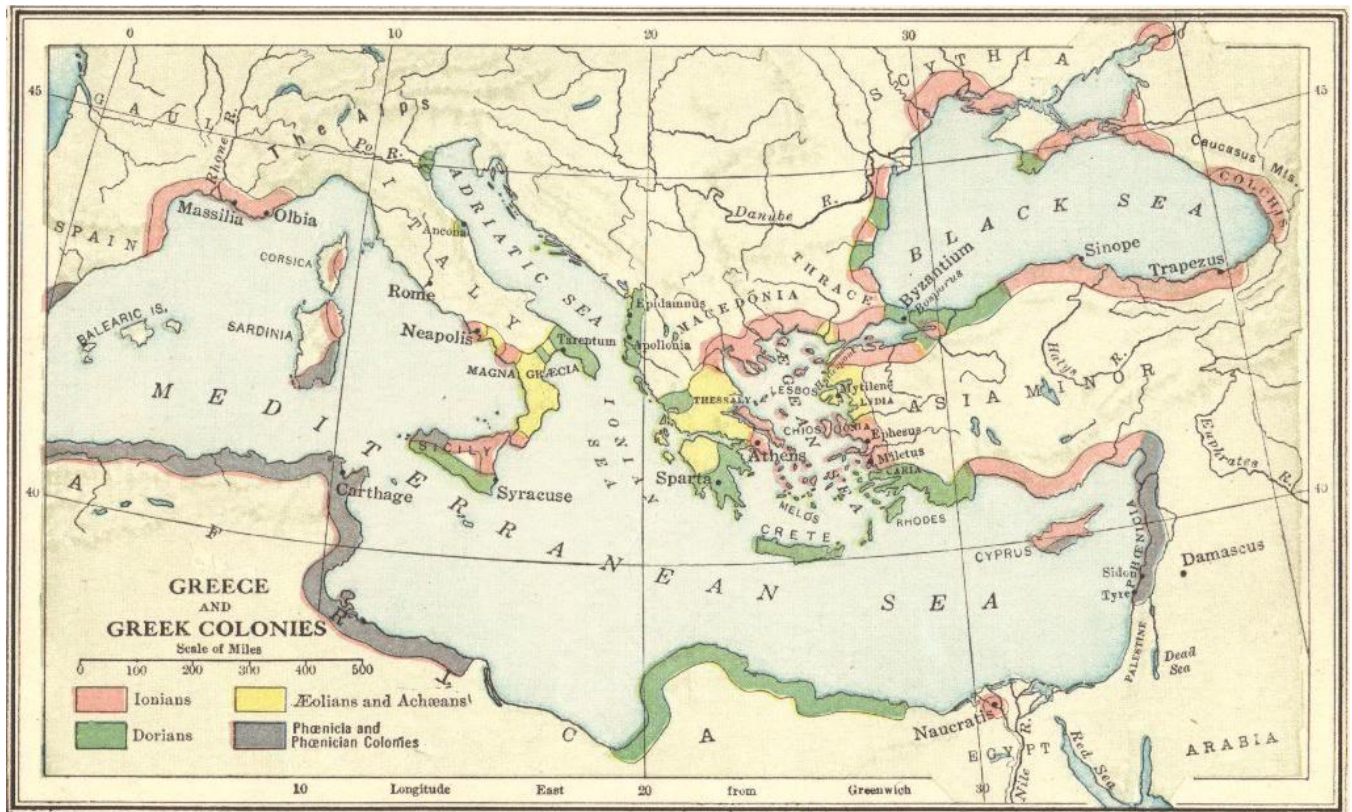 0
10
20
30
40
45
45
40
40
10
20
30
GAUL
Rhone R.
The Alps
Po R.
SCYTHIA
Caucasus Mts.
COLCHIS
BLACK SEA
Danube R.
ADRIATIC SEA
ITALY
Ancona
Massilia
Olbia
SPAIN
CORSICA
Rome
Neapolis
SARDINIA
BALEARIC IS.
MAGNA GRÆCIA
Tarentum
Epidamnus
Apollonia
MACEDONIA
THRACE
Byzantium
Bosporus
Sinope
Trapezus
Halys R.
ASIA MINOR
Euphrates R.
THESSALY
ÆGEAN SEA
LESBOS
Mytilene
LYDIA
CHIOS
IONIA
Ephesus
Miletus
CARIA
Athens
Sparta
MELOS
CRETE
RHODES
IONIAN SEA
SICILY
Syracuse
Carthage
MEDITERRANEAN SEA
CYPRUS
PHŒNICIA
Sidon
Tyre
Damascus
PALESTINE
Dead Sea
ARABIA
Red Sea
EGYPT
Nile R.
Naucratis
AFRICA
GREECE
AND
GREEK COLONIES
Scale of Miles
0 100 200 300 400 500
Ionians
Æolians and Achæans
Dorians
Phœnicia and
Phœnician Colonies
Longitude East from Greenwich